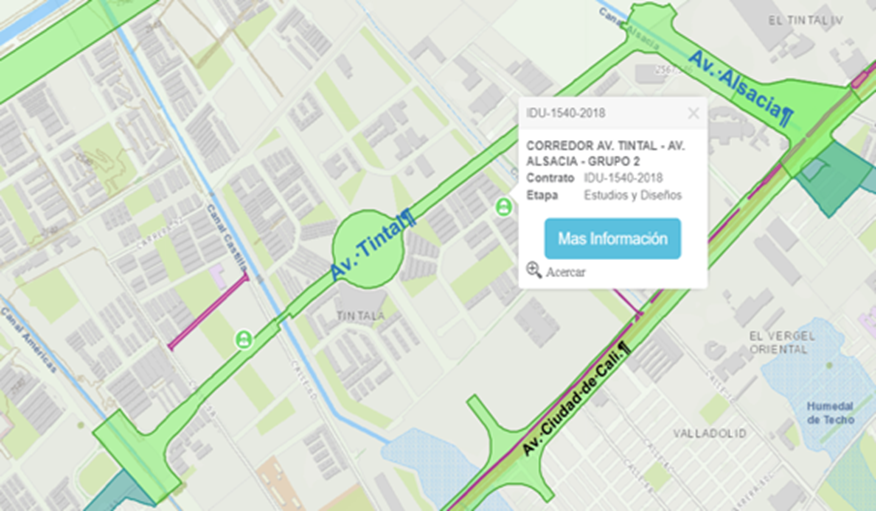 EL TINTAL IV
Canal Alsacia
Av.·Alsacia¶
IDU-1540-2018
CORREDOR AV. TINTAL - AV.
ALSACIA - GRUPO 2
Contrato IDU-1540-2018
Etapa Estudios y Diseños
Mas Información
Acercar
Canal Castilla
Av.·Tintal¶
TINTALA
Canal Américas
EL VERGEL
ORIENTAL
Av.·Ciudad·de·Cali.¶
Humedal
de Techo
VALLADOLID